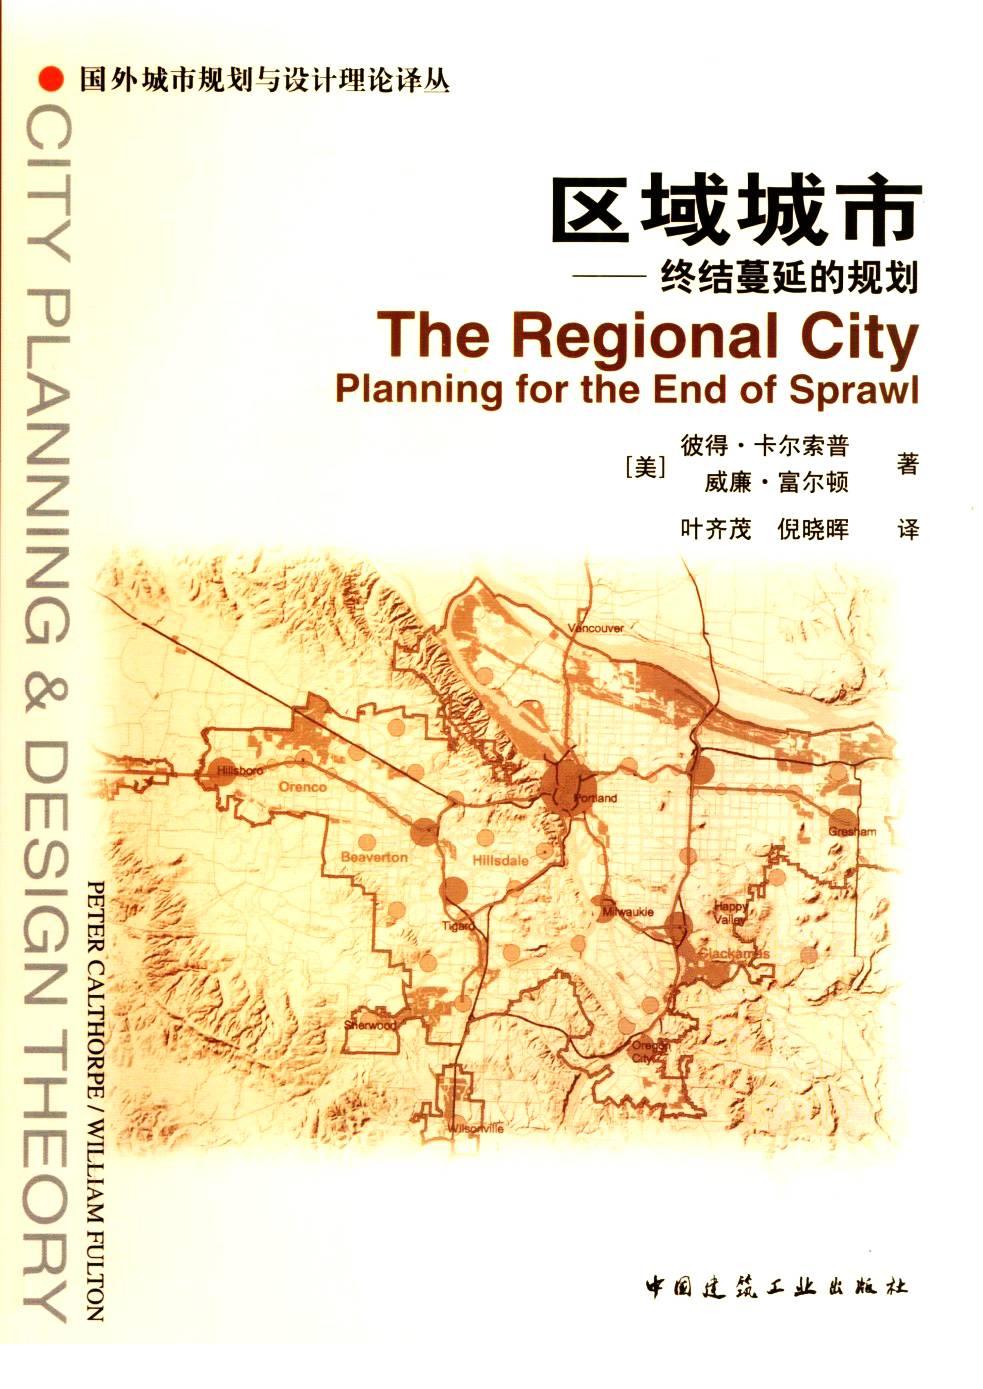 国外城市规划与设计理论译丛
CITY PLANNING & DESIGN THEORY
PETER CALTHORPE / WILLIAM FULTON
区域城市
——终结蔓延的规划
The Regional City
Planning for the End of Sprawl
[美] 彼得·卡尔索普
威廉·富尔顿 著
叶齐茂 倪晓晖 译
Vancouver
Hillsboro
Orenco
Portland
Gresham
Beaverton
Hillsdale
Tigard
Milwaukie
Happy
Valley
Clackamas
Sherwood
Oregon
City
Wilsonville
中国建筑工业出版社